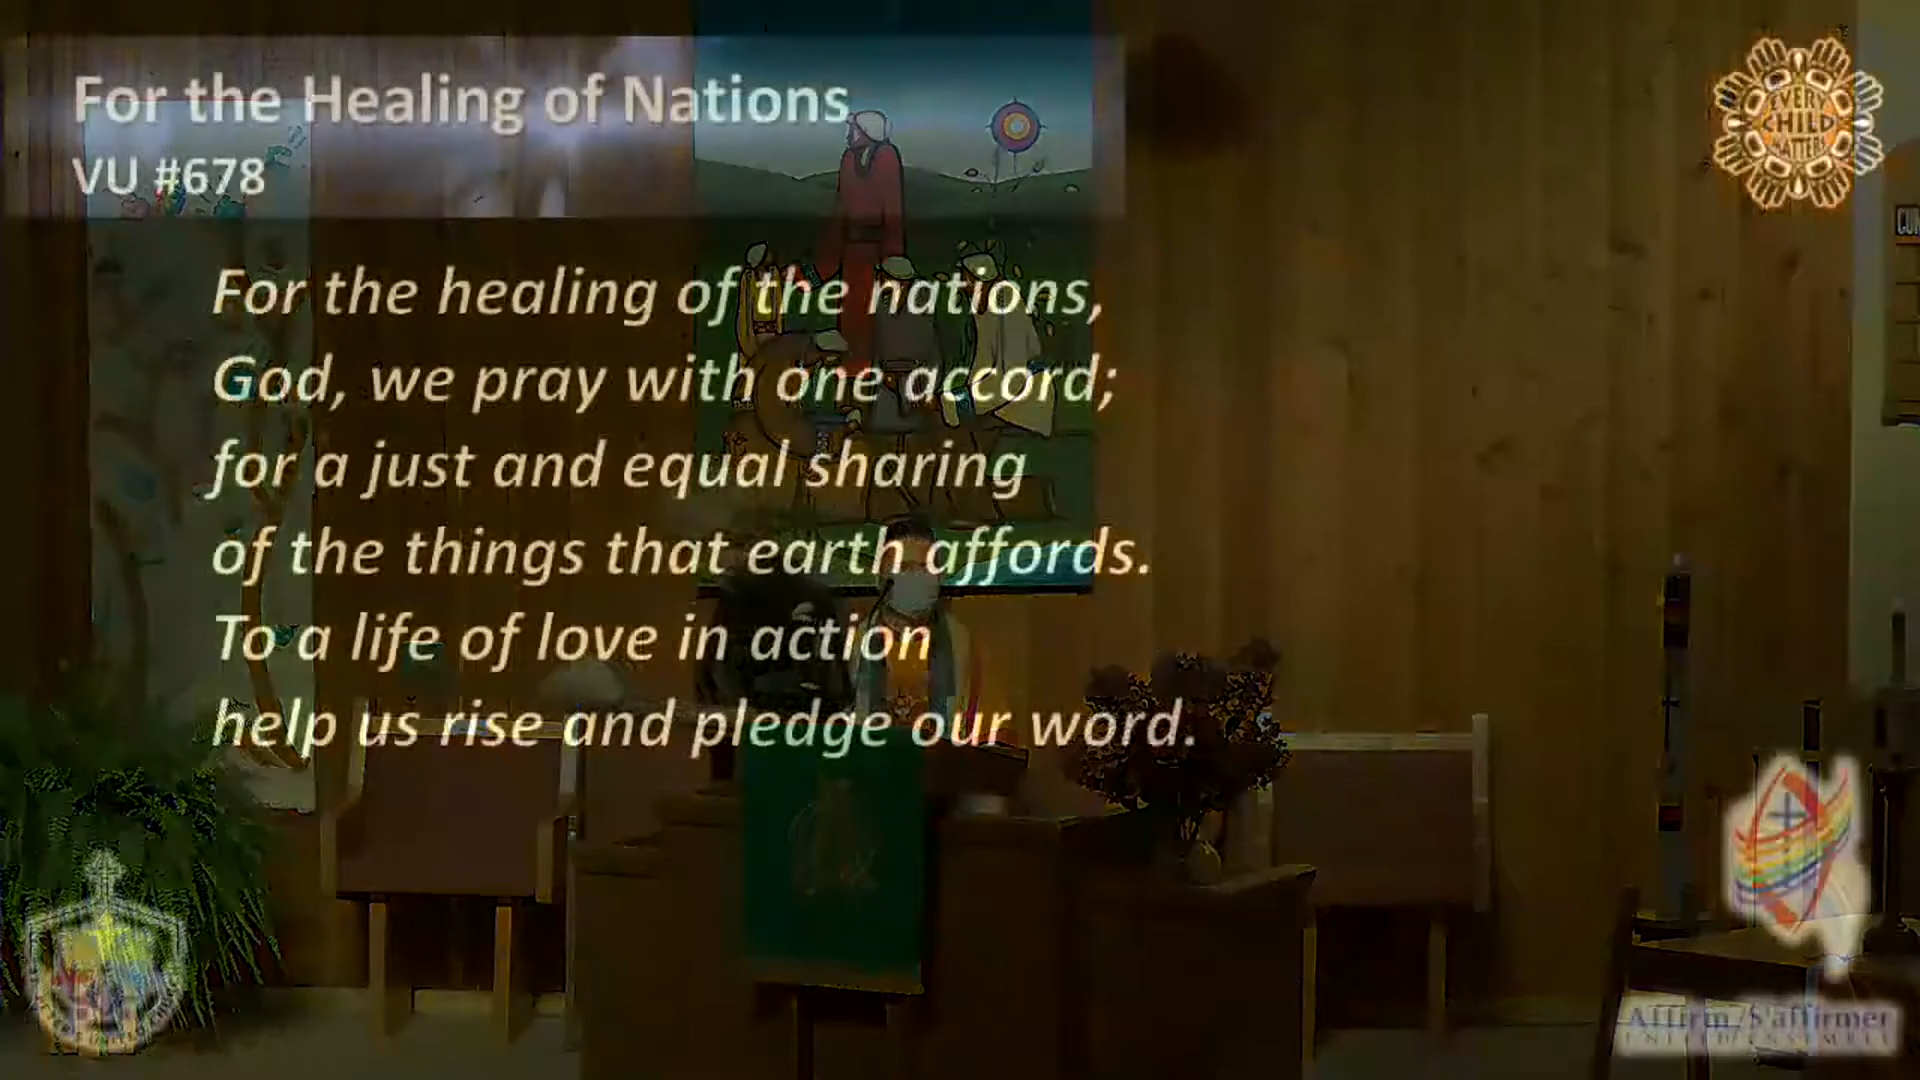 For the Healing of Nations
VU #678
EVERY
CHILD
MATTERS
For the healing of the nations,
God, we pray with one accord;
for a just and equal sharing
of the things that earth affords.
To a life of love in action
help us rise and pledge our word.
Affirm/S'affirmer
UNITED/ENSEMBLE